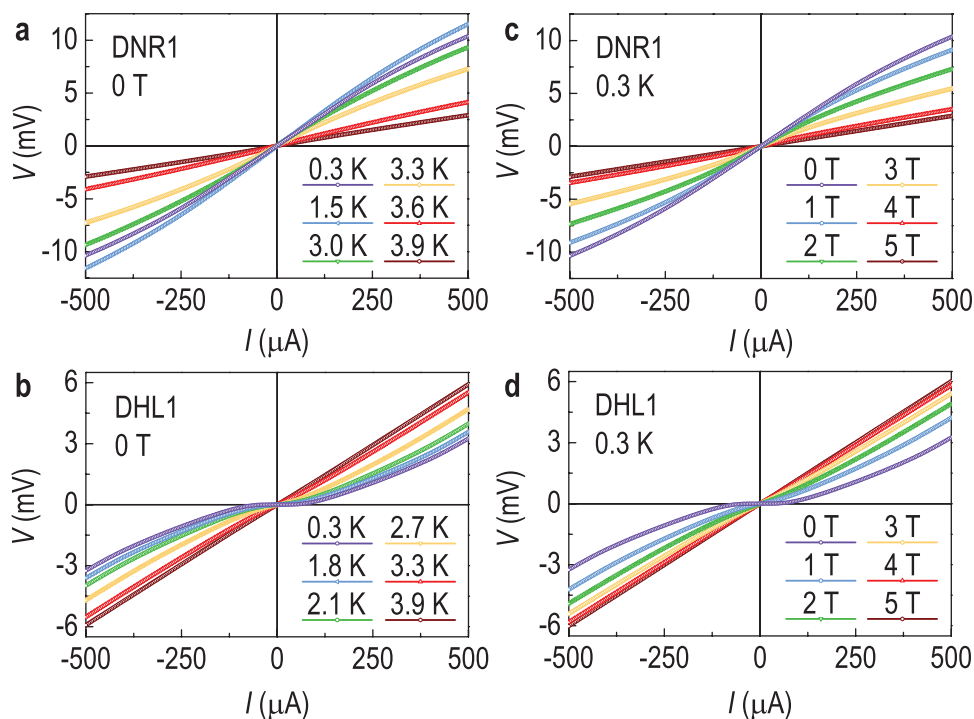 a
DNR1
0 T
10
5
0
-5
-10
V (mV)
0.3 K 3.3 K
1.5 K 3.6 K
3.0 K 3.9 K
-500 -250 0 250 500
I (μA)
c
DNR1
0.3 K
10
5
0
-5
-10
V (mV)
0 T 3 T
1 T 4 T
2 T 5 T
-500 -250 0 250 500
I (μA)
b
DHL1
0 T
6
3
0
-3
-6
V (mV)
0.3 K 2.7 K
1.8 K 3.3 K
2.1 K 3.9 K
-500 -250 0 250 500
I (μA)
d
DHL1
0.3 K
6
3
0
-3
-6
V (mV)
0 T 3 T
1 T 4 T
2 T 5 T
-500 -250 0 250 500
I (μA)